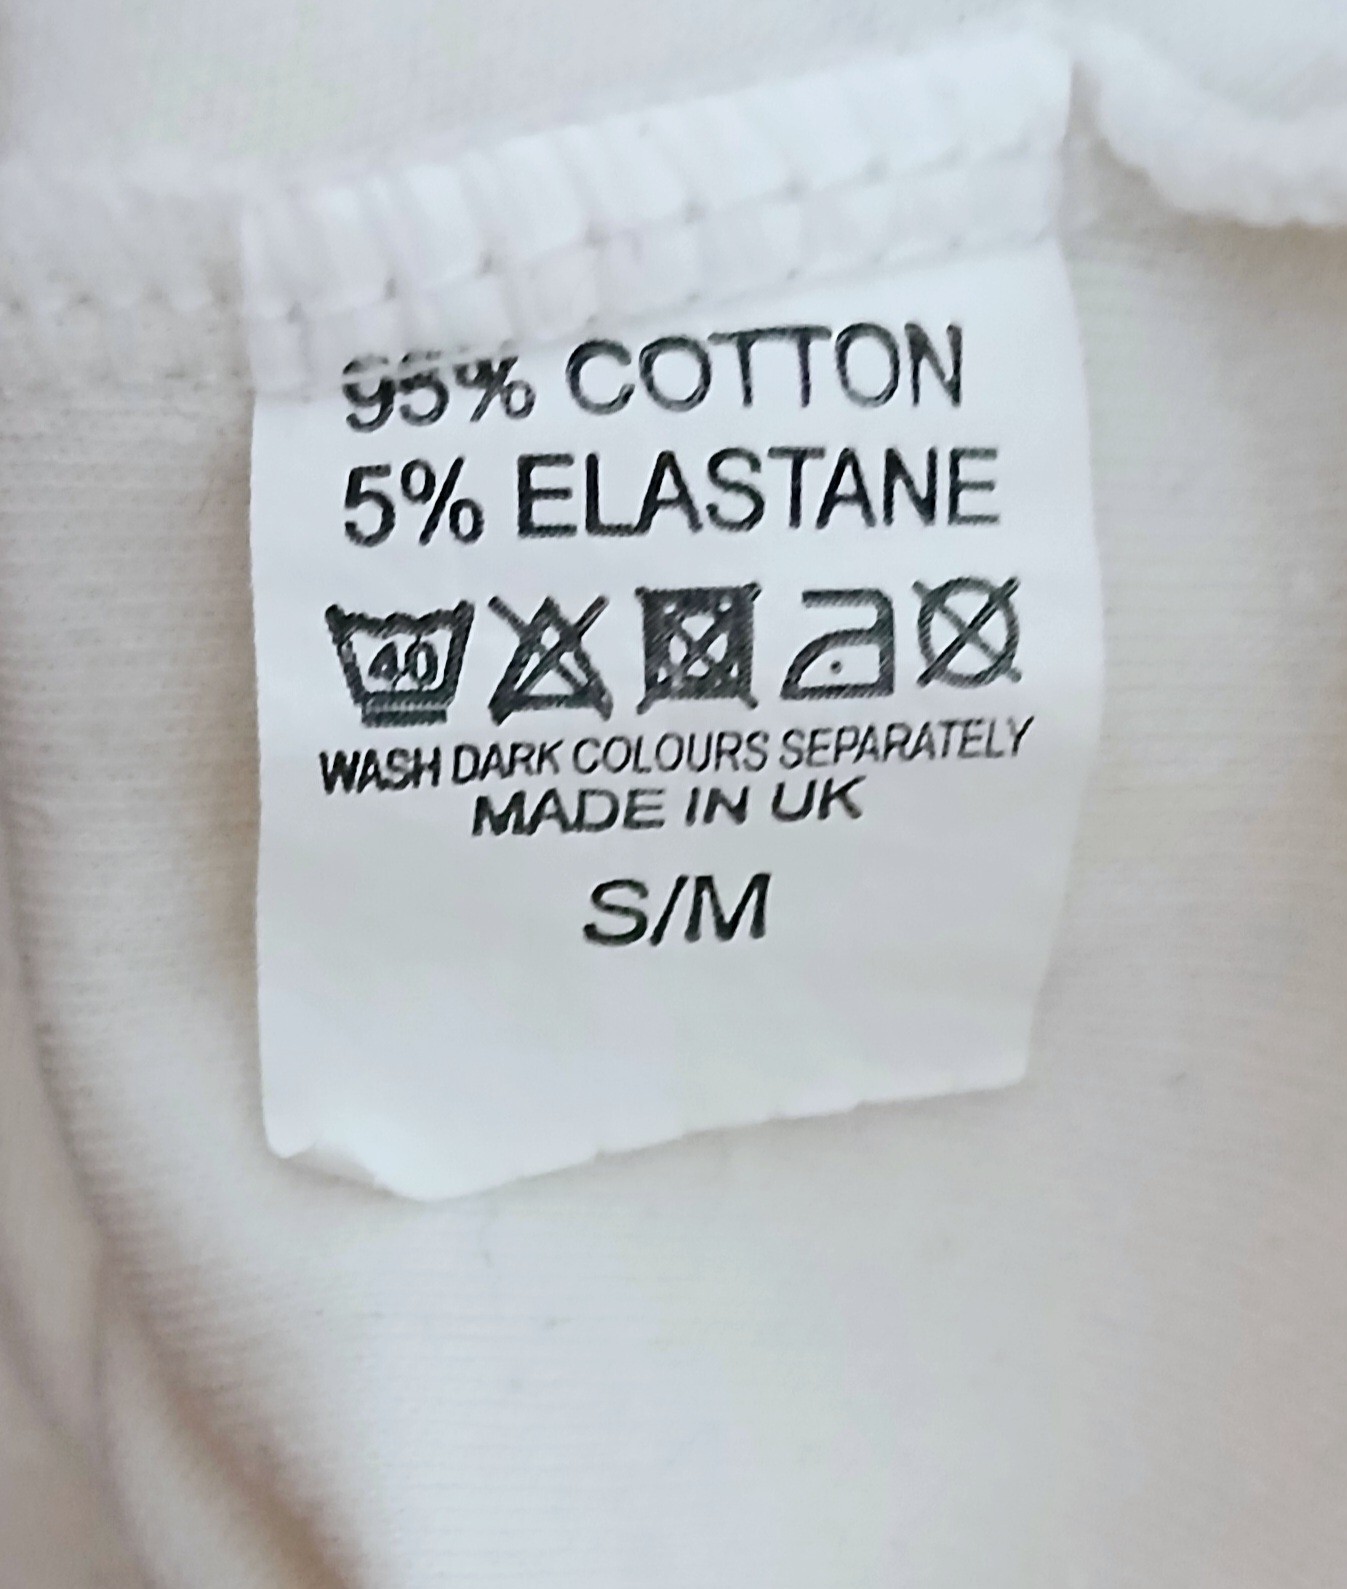 95% COTTON
5% ELASTANE
40
WASH DARK COLOURS SEPARATELY
MADE IN UK
S/M